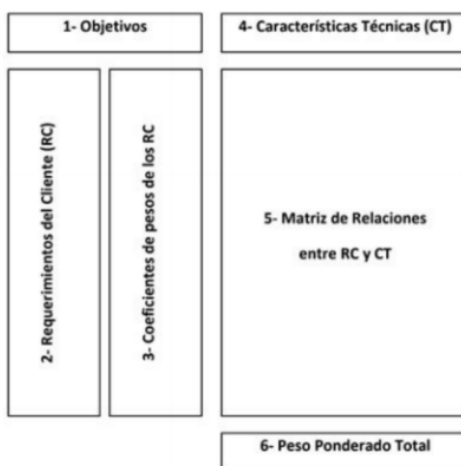 1- Objetivos
4- Características Técnicas (CT)
2- Requerimientos del Cliente (RC)
3- Coeficientes de pesos de los RC
5- Matriz de Relaciones
entre RC y CT
6- Peso Ponderado Total